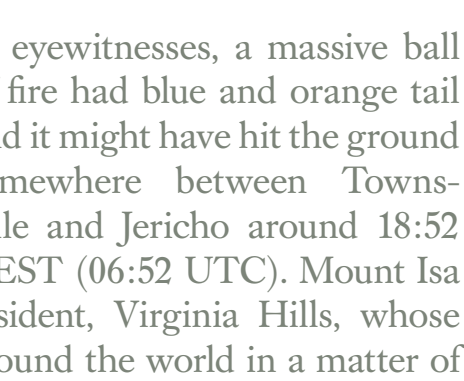 eyewitnesses, a massive ball
fire had blue and orange tail
d it might have hit the ground
mewhere between Towns-
le and Jericho around 18:52
EST (06:52 UTC). Mount Isa
sident, Virginia Hills, whose
ound the world in a matter of